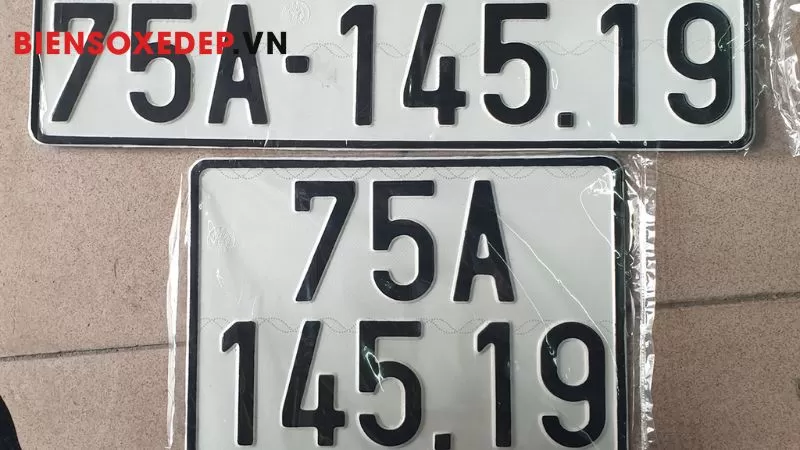 BIENSOXEDEP.VN
75A-145.19
75A
145.19